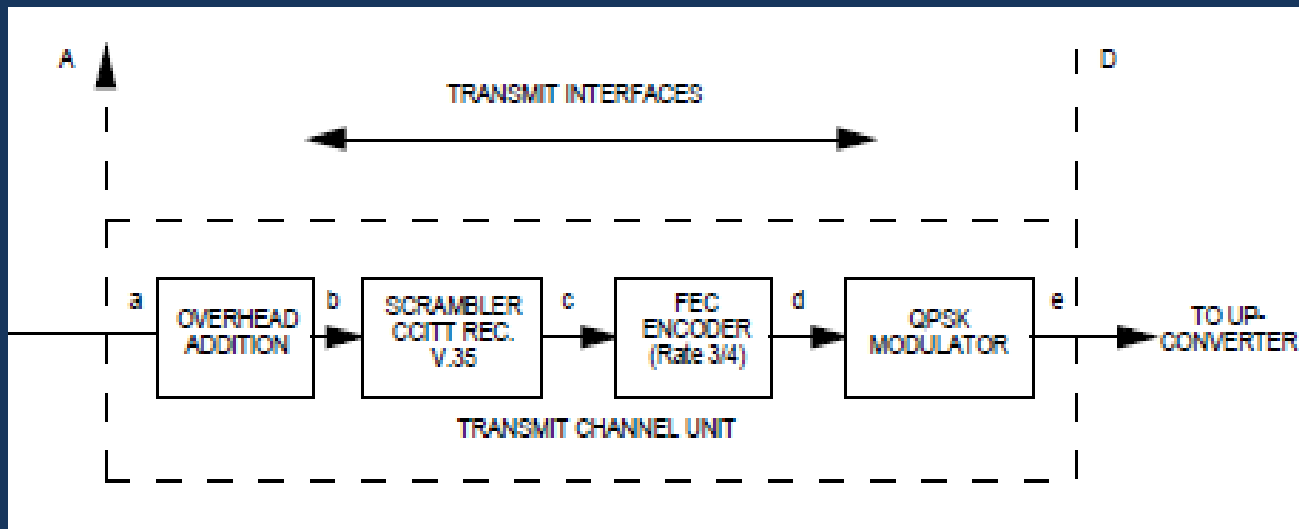 A
D
TRANSMIT INTERFACES
a
OVERHEAD
ADDITION
b
SCRAMBLER
CCITT REC.
V.35
c
FEC
ENCODER
(Rate 3/4)
d
QPSK
MODULATOR
e
TO UP-
CONVERTER
TRANSMIT CHANNEL UNIT